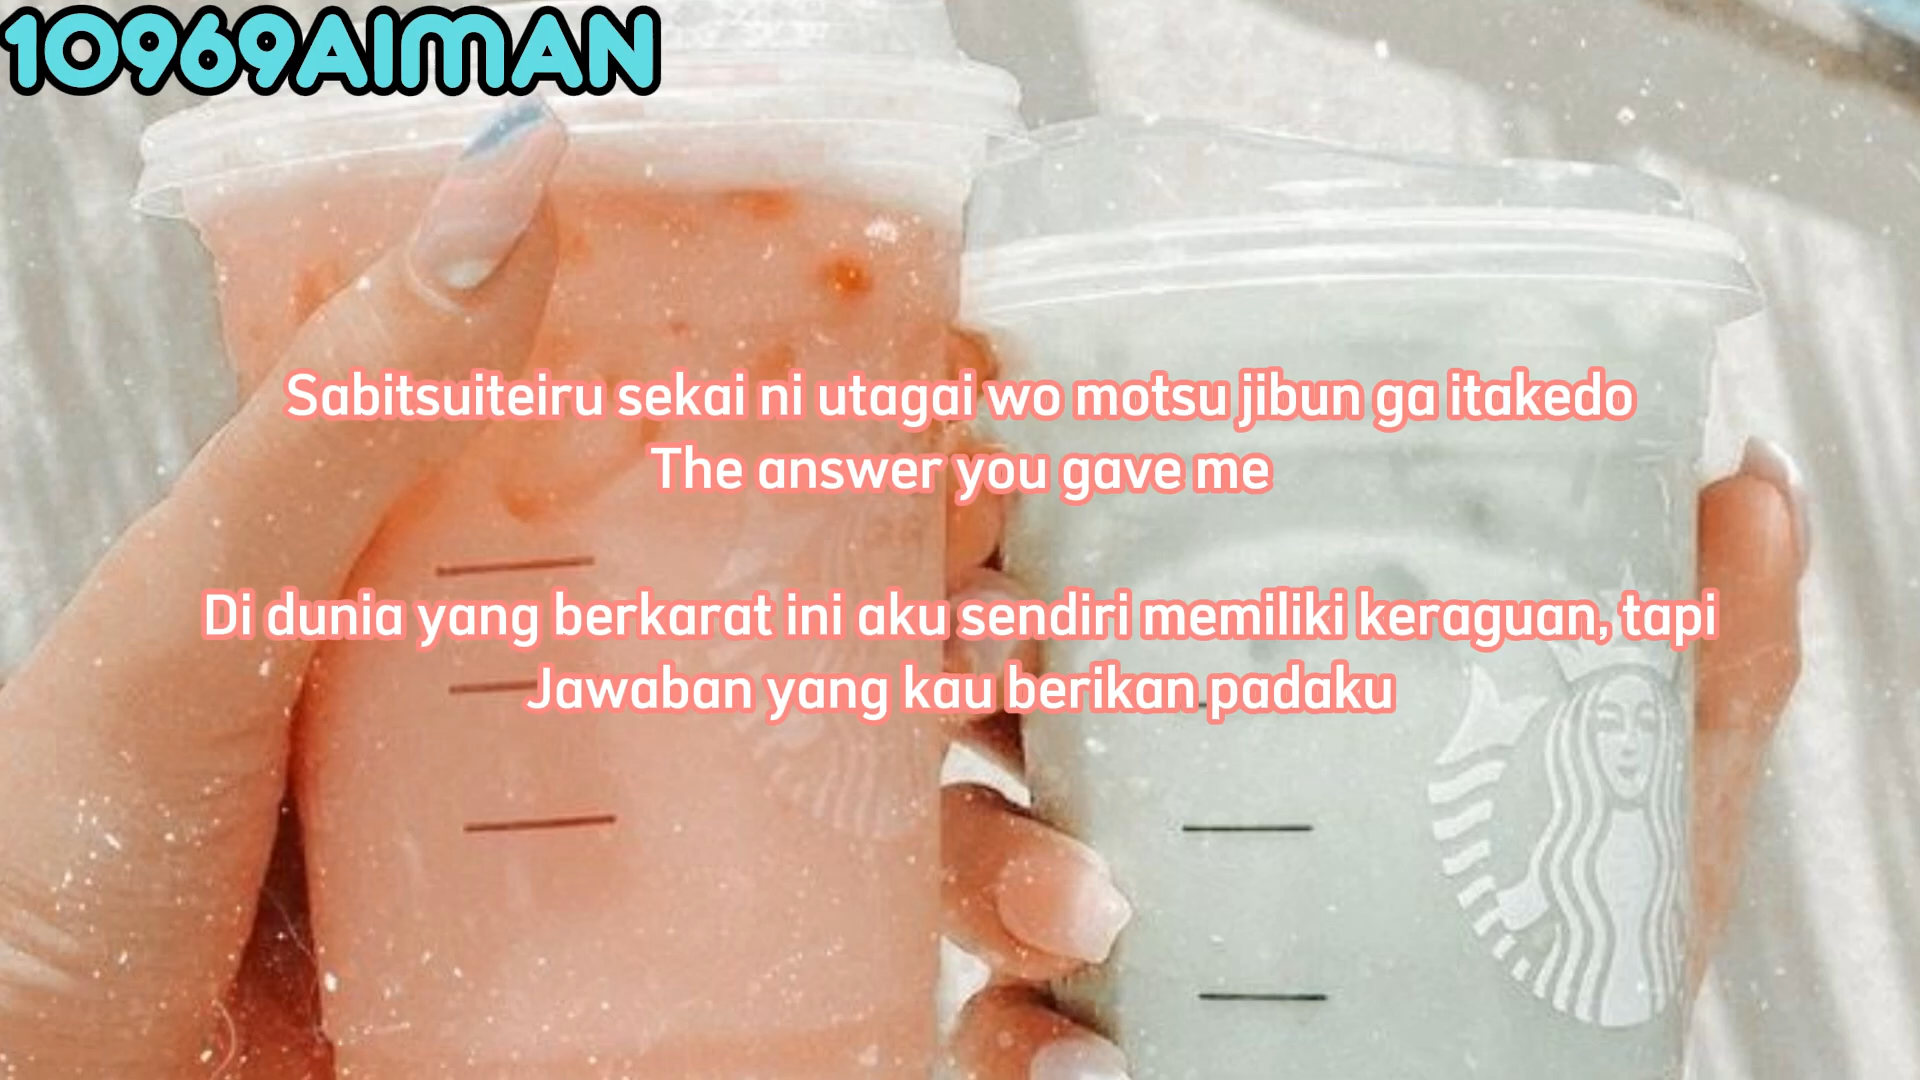 10969AIMAN
Sabitsuiteiru sekai ni utagai wo motsu jibun ga itakedo
The answer you gave me
Di dunia yang berkarat ini aku sendiri memiliki keraguan, tapi
Jawaban yang kau berikan padaku